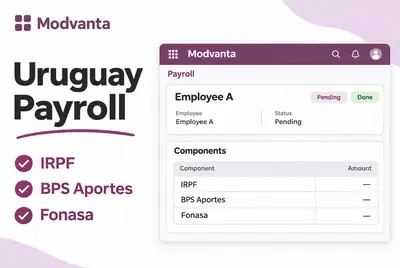 Modvanta
Uruguay
Payroll
IRPF
BPS Aportes
Fonasa
Modvanta
Payroll
Employee A
Pending
Done
Employee
Status
Employee A
Pending
Components
Component
Amount
IRPF
—
BPS Aportes
—
Fonasa
—